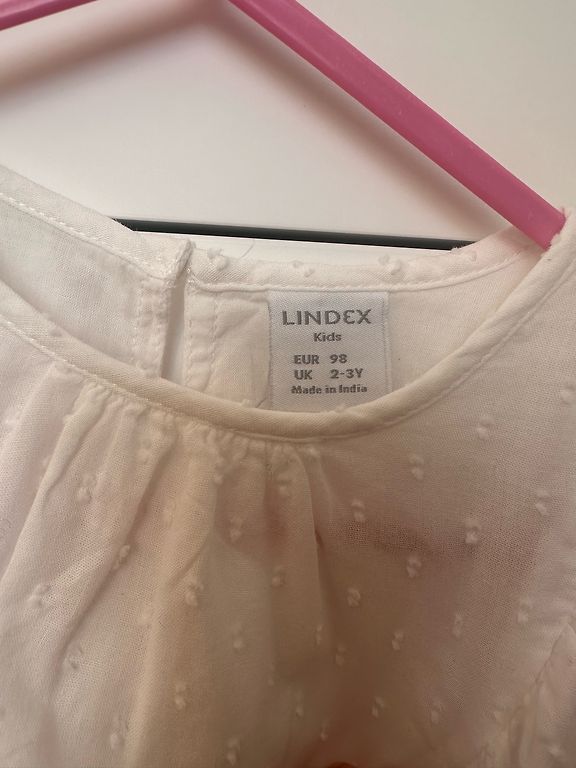 LINDEX
Kids
EUR 98
UK 2-3Y
Made in India